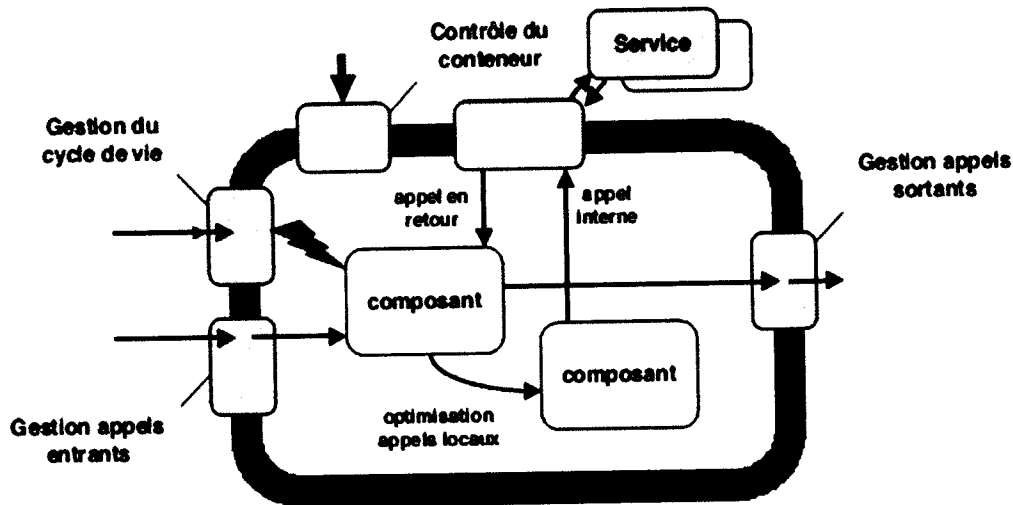 Contrôle du
conteneur
Service
Gestion du
cycle de vie
Gestion appels
sortants
appel en
retour
appel
interne
composant
composant
optimisation
appels locaux
Gestion appels
entrants